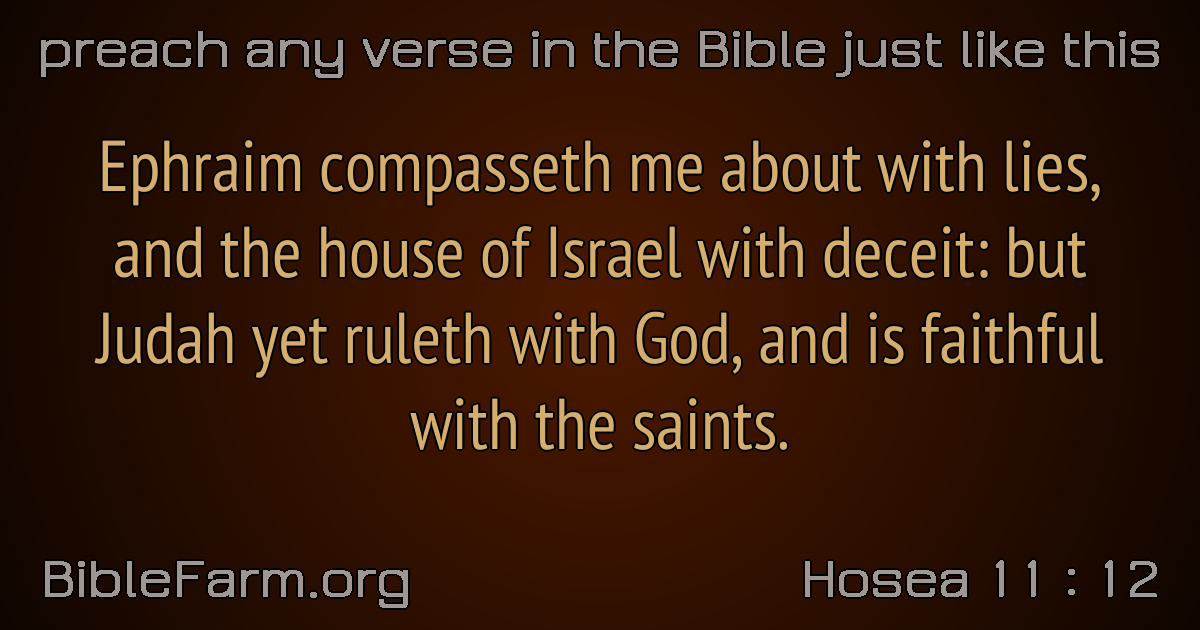 preach any verse in the Bible just like this
Ephraim compasseth me about with lies,
and the house of Israel with deceit: but
Judah yet ruleth with God, and is faithful
with the saints.
BibleFarm.org
Hosea 11 : 12